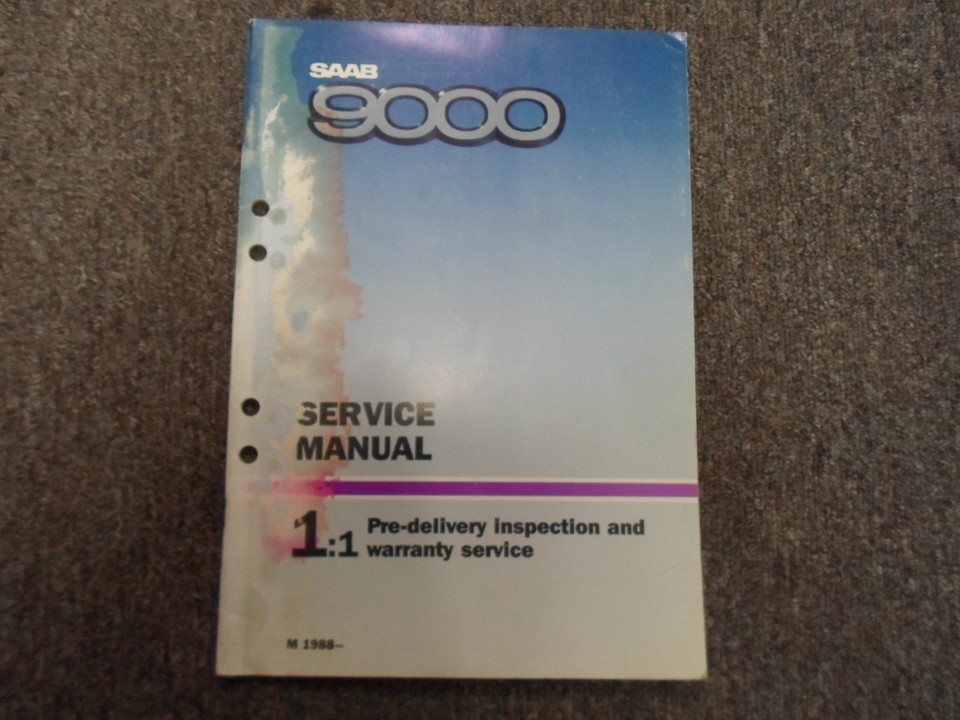 SAAB
9000
SERVICE
MANUAL
1:1 Pre-delivery inspection and
warranty service
M 1988–